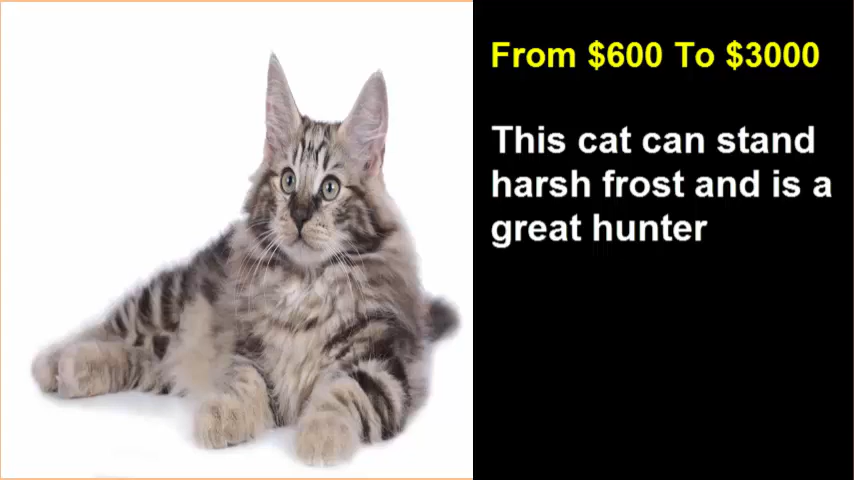 From $600 To $3000
This cat can stand
harsh frost and is a
great hunter